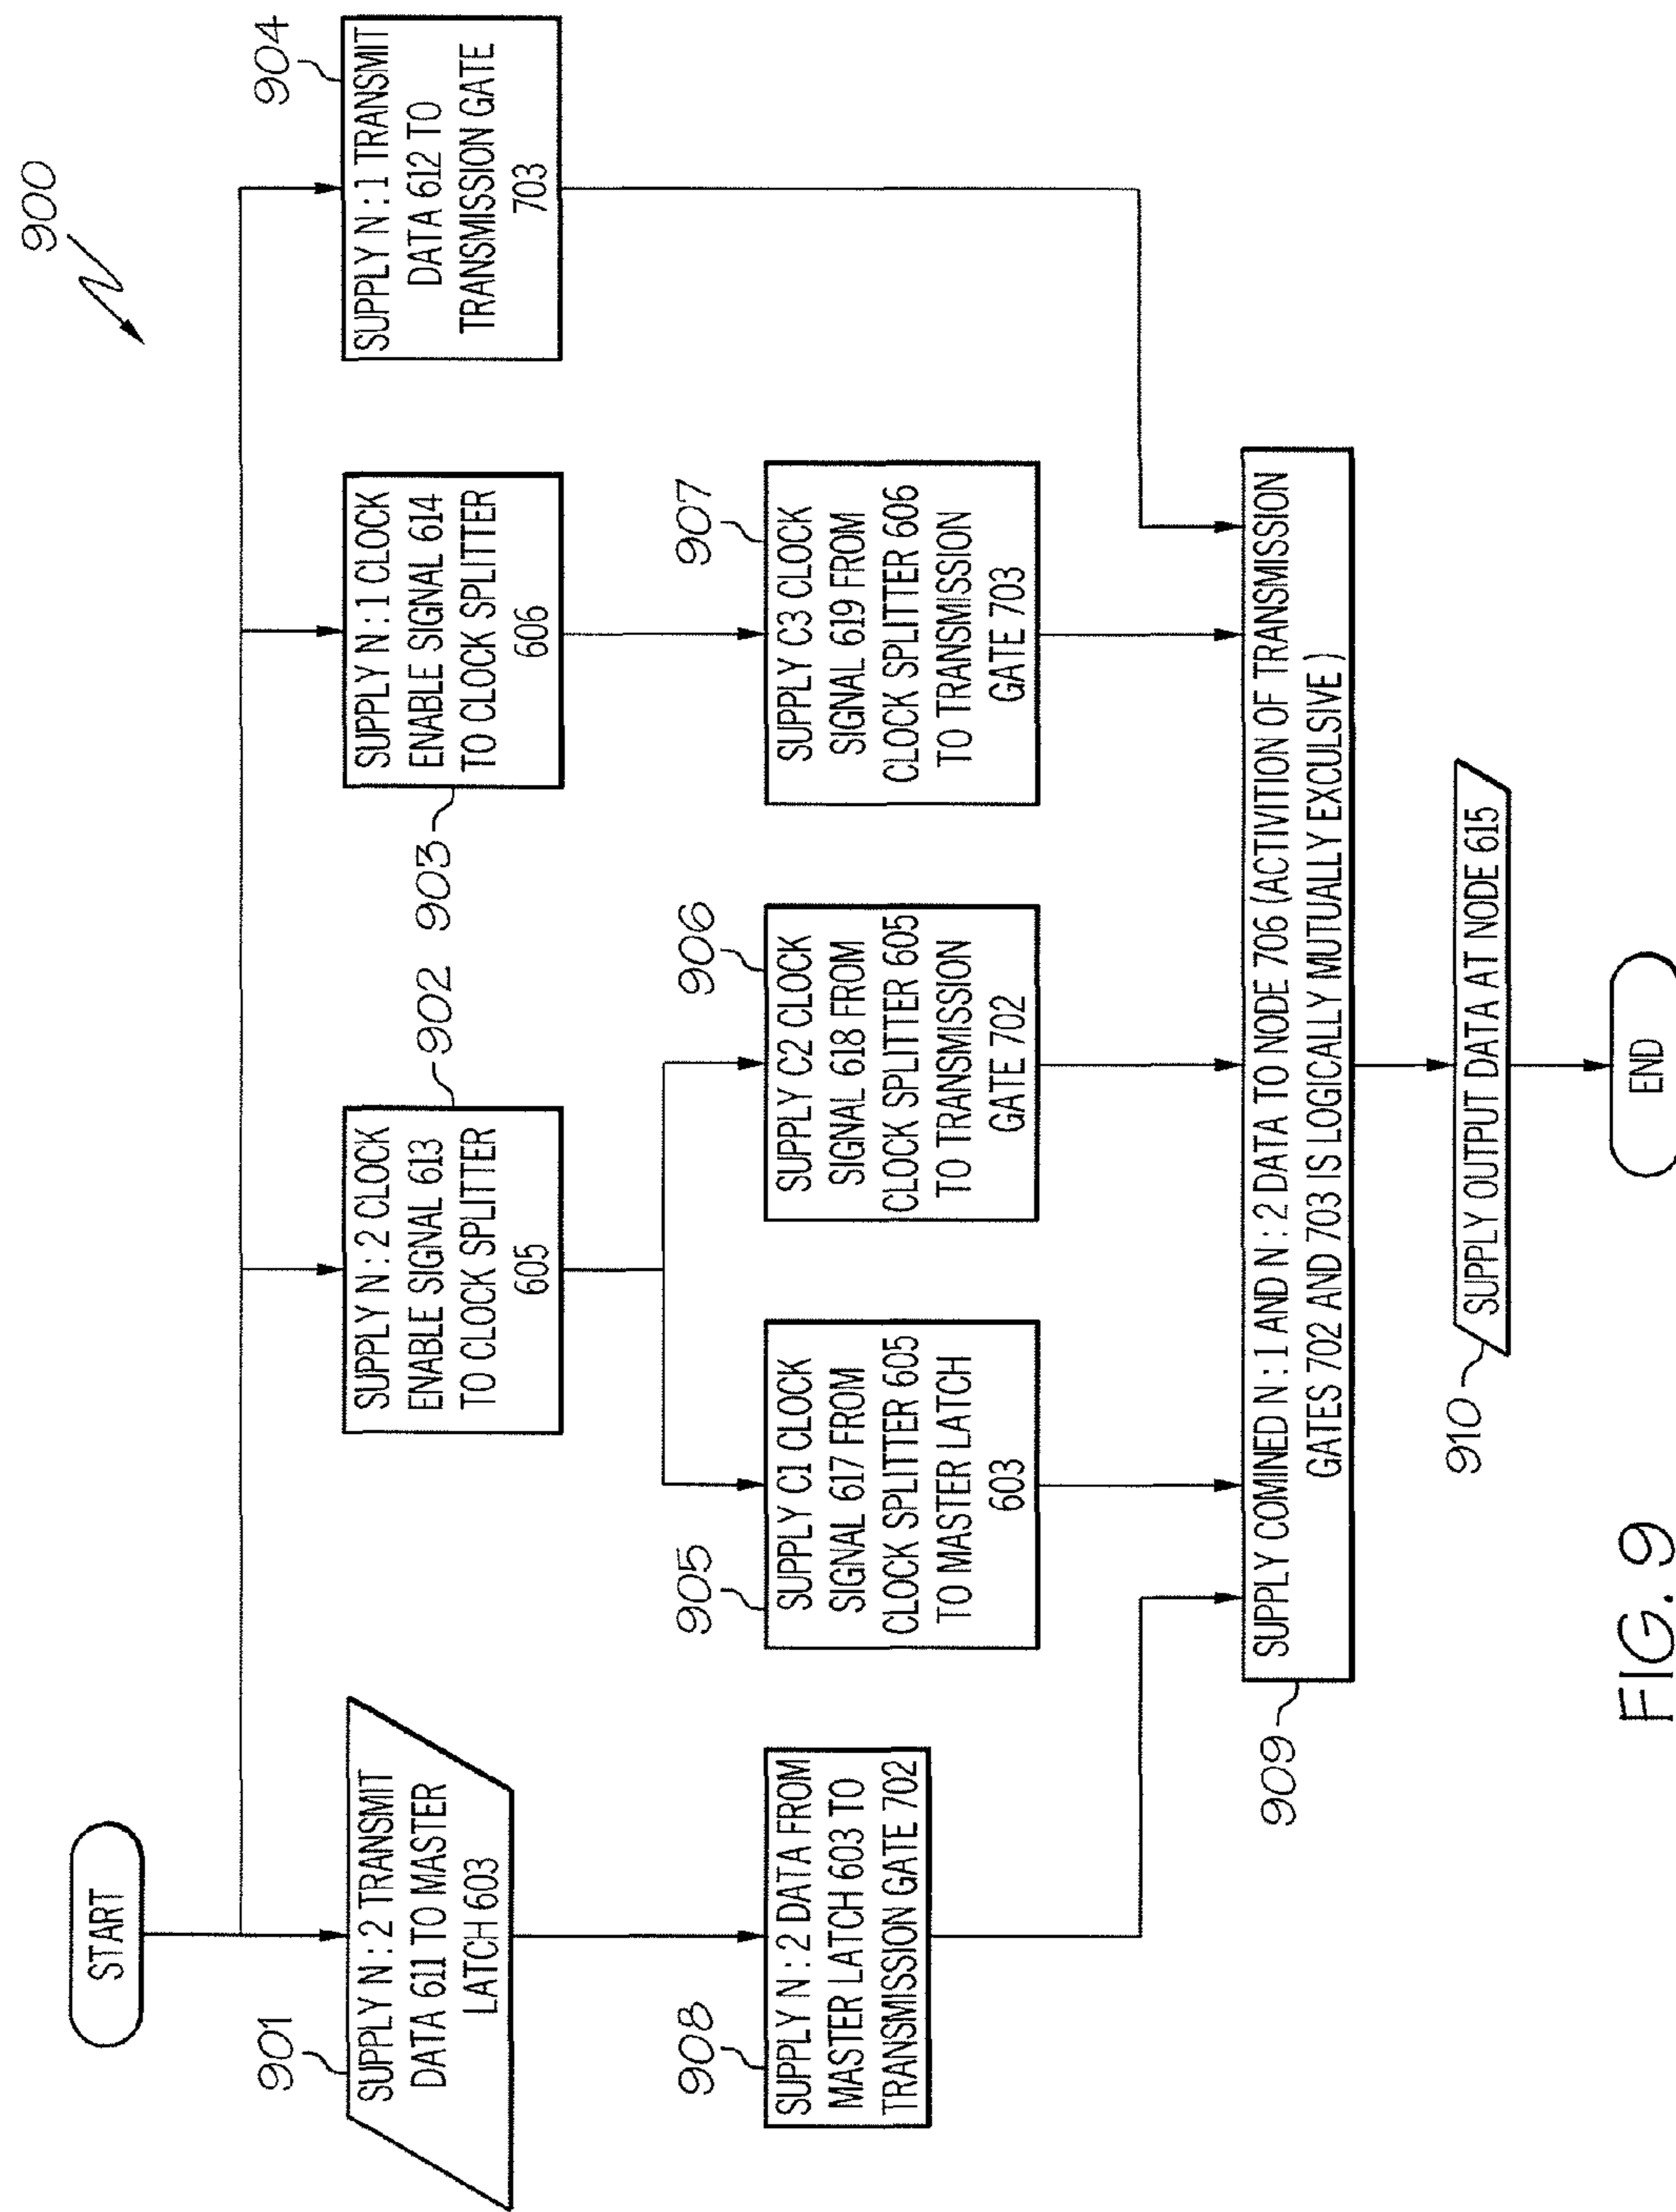 900
START
901
SUPPLY N : 2 TRANSMIT
DATA 611 TO MASTER
LATCH 603
902
SUPPLY N : 2 CLOCK
ENABLE SIGNAL 613
TO CLOCK SPLITTER
605
903
SUPPLY N : 1 CLOCK
ENABLE SIGNAL 614
TO CLOCK SPLITTER
606
904
SUPPLY N : 1 TRANSMIT
DATA 612 TO
TRANSMISSION GATE
703
908
SUPPLY N : 2 DATA FROM
MASTER LATCH 603 TO
TRANSMISSION GATE 702
905
SUPPLY C1 CLOCK
SIGNAL 617 FROM
CLOCK SPLITTER 605
TO MASTER LATCH
603
906
SUPPLY C2 CLOCK
SIGNAL 618 FROM
CLOCK SPLITTER 605
TO TRANSMISSION
GATE 702
907
SUPPLY C3 CLOCK
SIGNAL 619 FROM
CLOCK SPLITTER 606
TO TRANSMISSION
GATE 703
909
SUPPLY COMINED N : 1 AND N : 2 DATA TO NODE 706 (ACTIVITION OF TRANSMISSION
GATES 702 AND 703 IS LOGICALLY MUTUALLY EXCULSIVE )
910
SUPPLY OUTPUT DATA AT NODE 615
END
FIG. 9